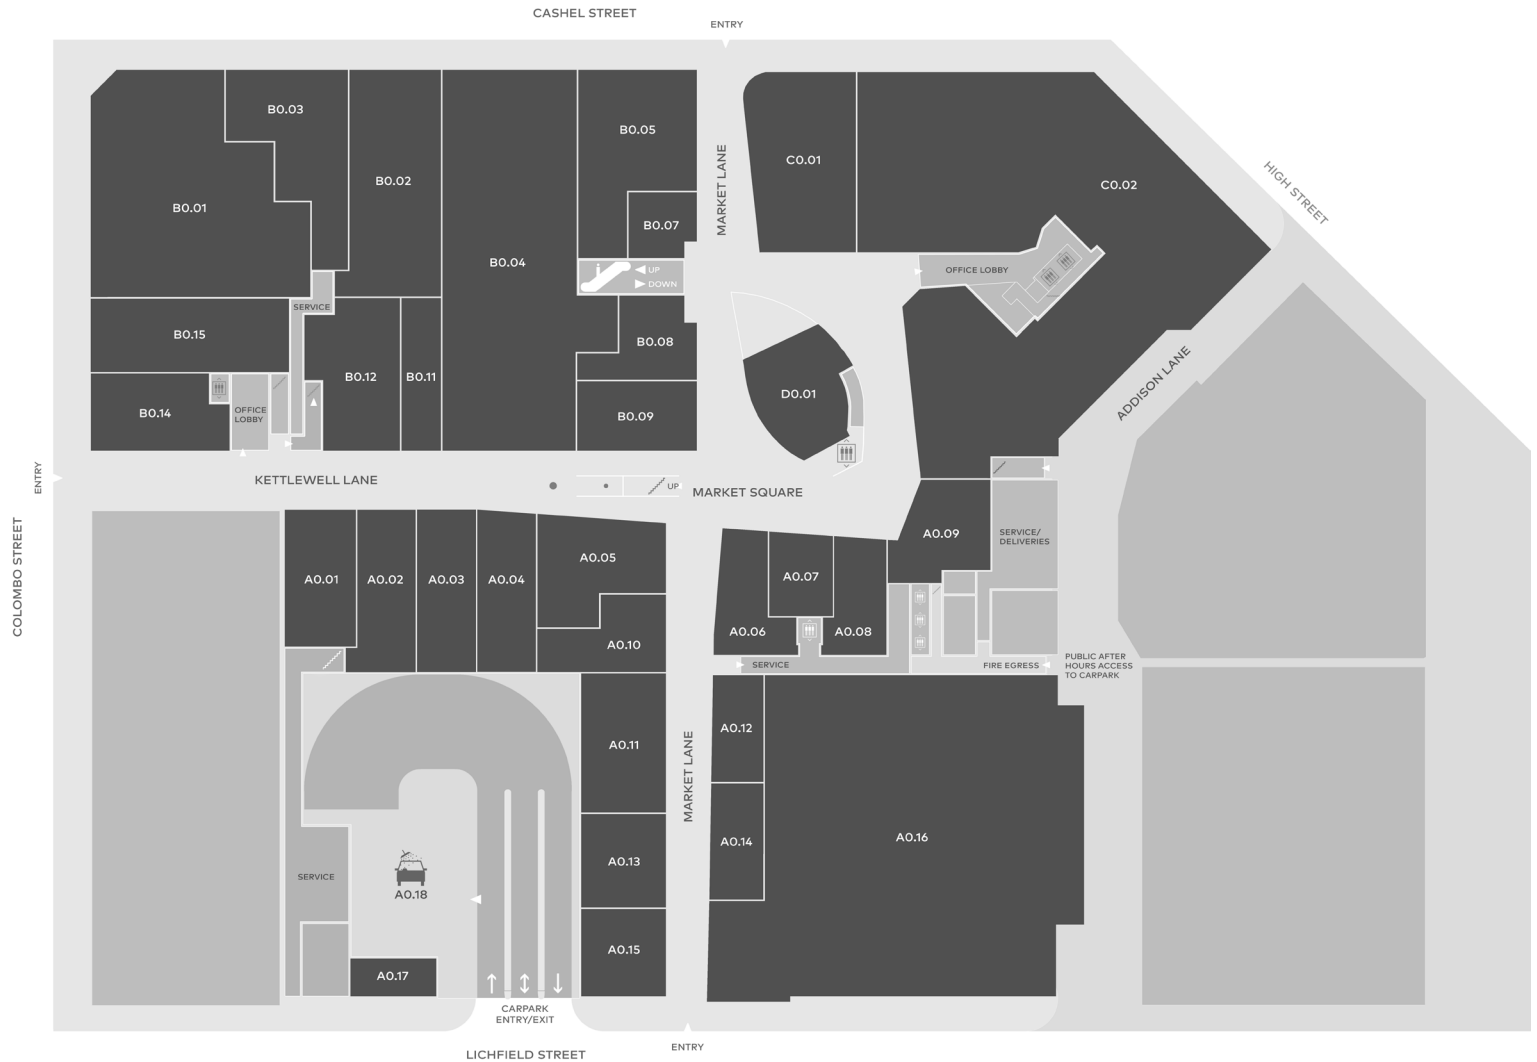 CASHEL STREET
ENTRY
B0.03
B0.05
B0.02
C0.01
C0.02
MARKET LANE
HIGH STREET
B0.01
B0.07
B0.04
UP
DOWN
OFFICE LOBBY
SERVICE
B0.15
B0.08
B0.12
B0.11
ADDISON LANE
D0.01
B0.14
OFFICE
LOBBY
B0.09
ENTRY
KETTLEWELL LANE
UP
MARKET SQUARE
COLOMBO STREET
A0.09
SERVICE/
DELIVERIES
A0.05
A0.01
A0.02
A0.03
A0.04
A0.07
A0.06
A0.08
A0.10
SERVICE
FIRE EGRESS
PUBLIC AFTER
HOURS ACCESS
TO CARPARK
A0.12
A0.11
MARKET LANE
A0.16
A0.14
A0.13
SERVICE
A0.18
A0.15
A0.17
CARPARK
ENTRY/EXIT
ENTRY
LICHFIELD STREET